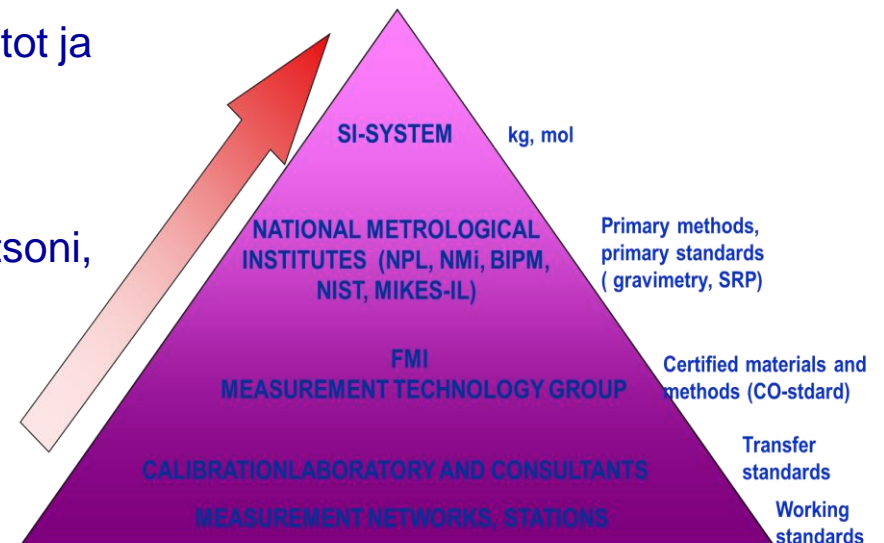 tot ja
tsoni,
SI-SYSTEM
kg, mol
NATIONAL METROLOGICAL
INSTITUTES (NPL, NMi, BIPM,
NIST, MIKES-IL)
Primary methods,
primary standards
( gravimetry, SRP)
FMI
MEASUREMENT TECHNOLOGY GROUP
Certified materials and
methods (CO-stdard)
CALIBRATIONLABORATORY AND CONSULTANTS
Transfer
standards
MEASUREMENT NETWORKS, STATIONS
Working
standards